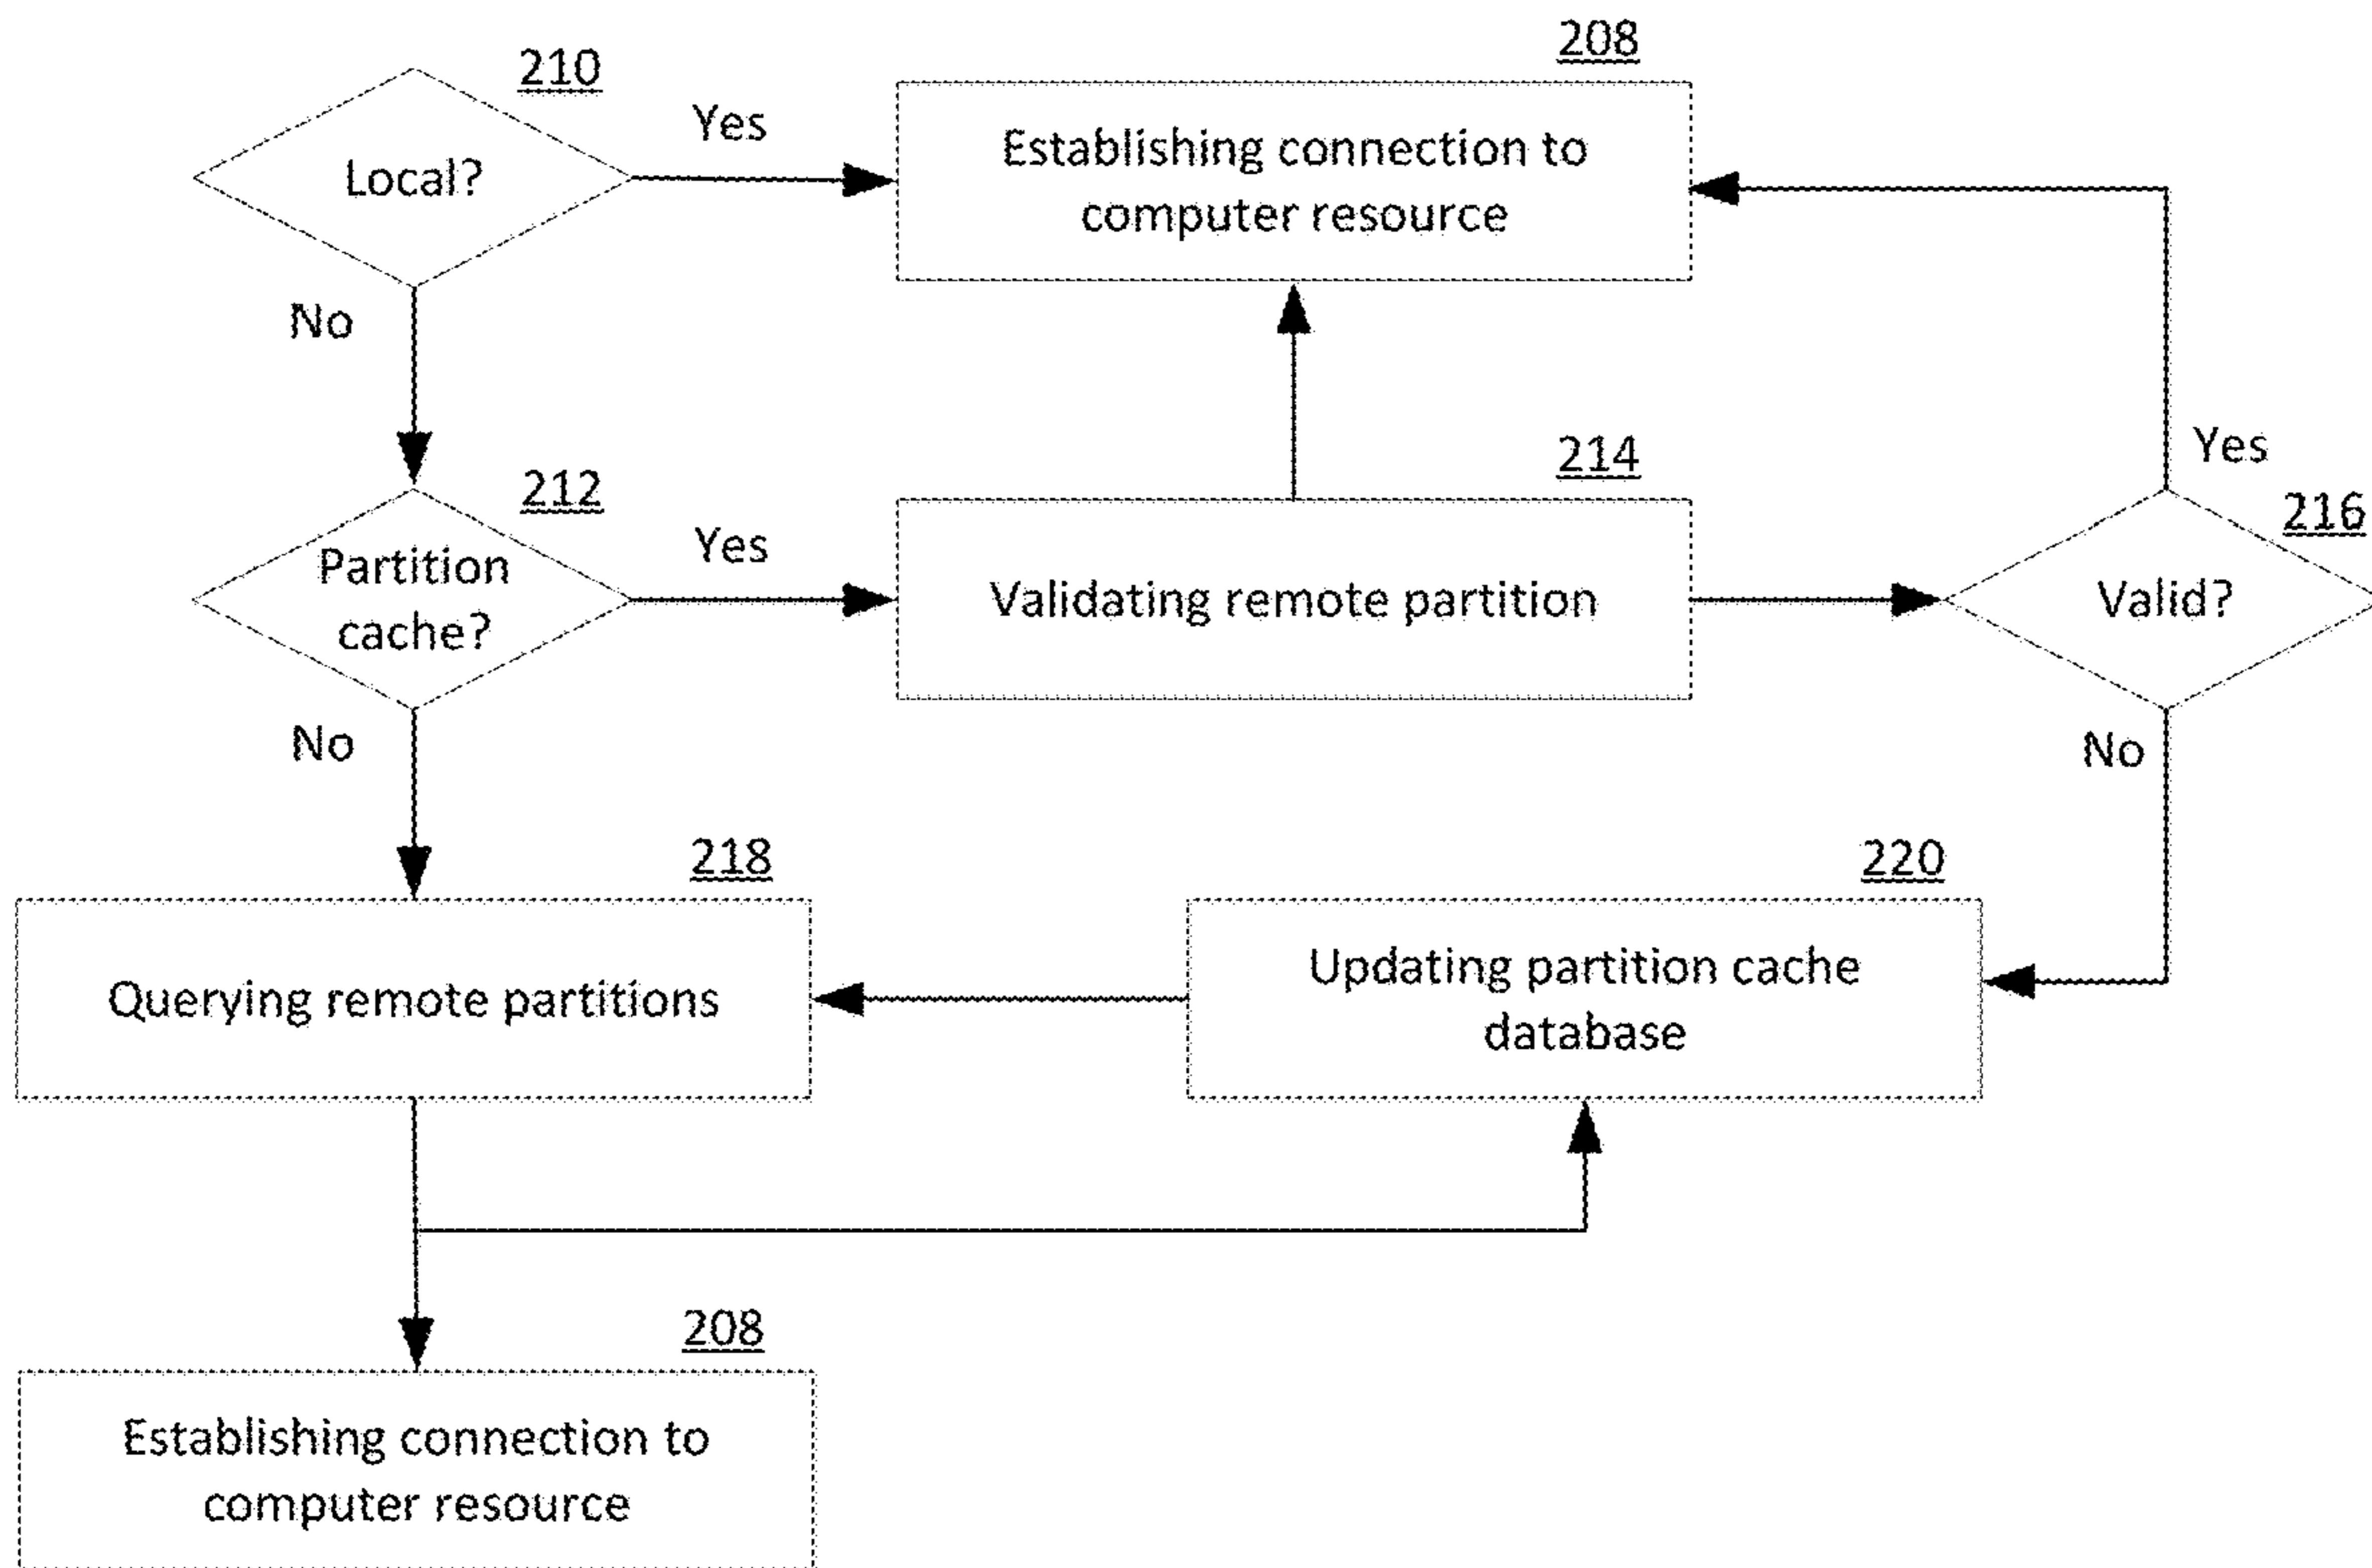 208
210
Yes
Establishing connection to
computer resource
Local?
No
Yes
214
212
216
Yes
Partition
cache?
Validating remote partition
Valid?
No
No
218
220
Updating partition cache
database
Querying remote partitions
208
Establishing connection to
computer resource